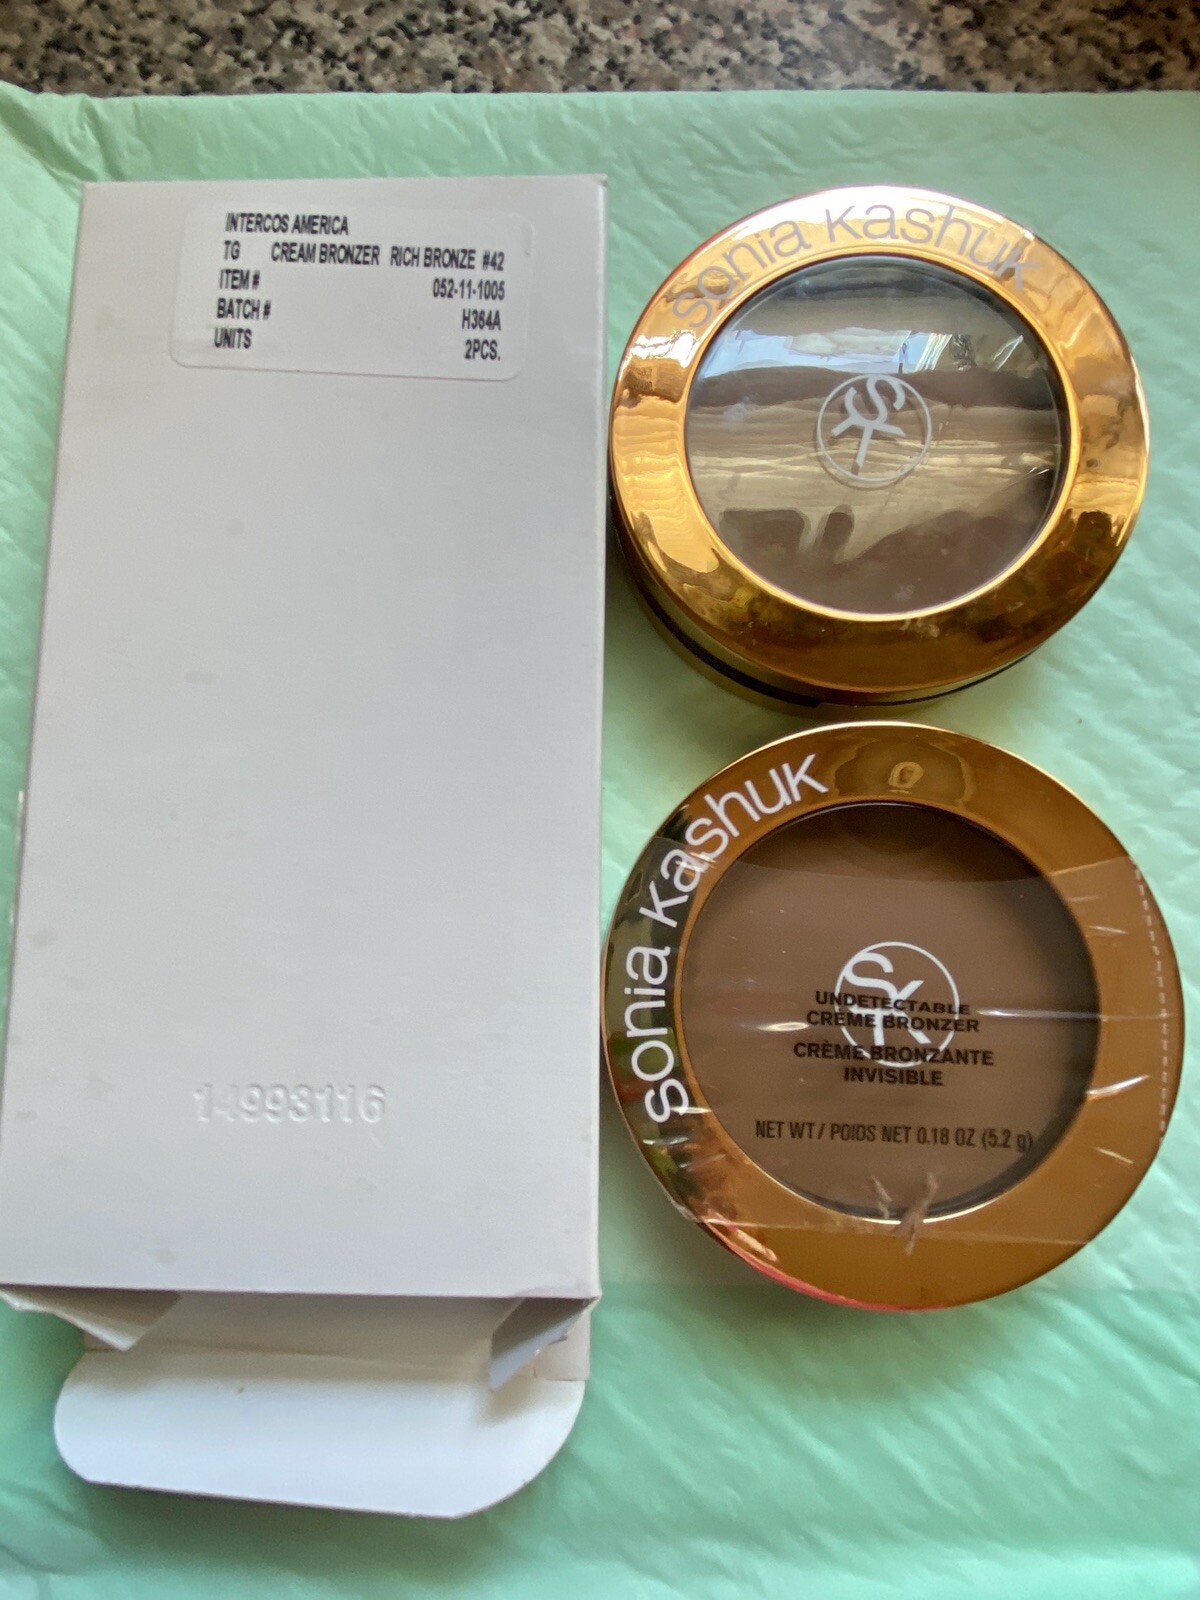 INTERCOS AMERICA
TG CREAM BRONZER RICH BRONZE #42
ITEM # 052-11-1005
BATCH # H364A
UNITS 2PCS.
14993116
sonia kashuk
SK
sonia kashuk
SK
UNDETECTABLE
CRÈME BRONZER
CRÈME BRONZANTE
INVISIBLE
NET WT / POIDS NET 0.18 OZ (5.2 g)